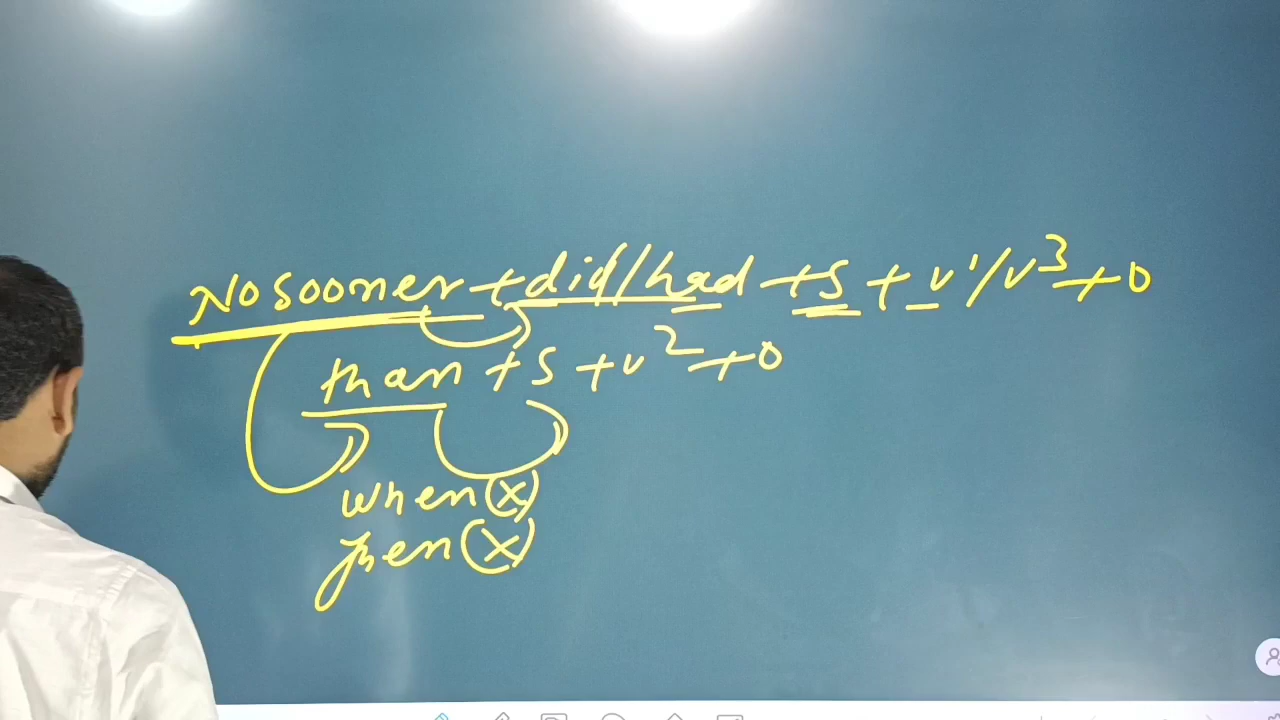 No sooner + did/had + S + v¹/v³ + o
than + S + v² + o
when (x)
then (x)